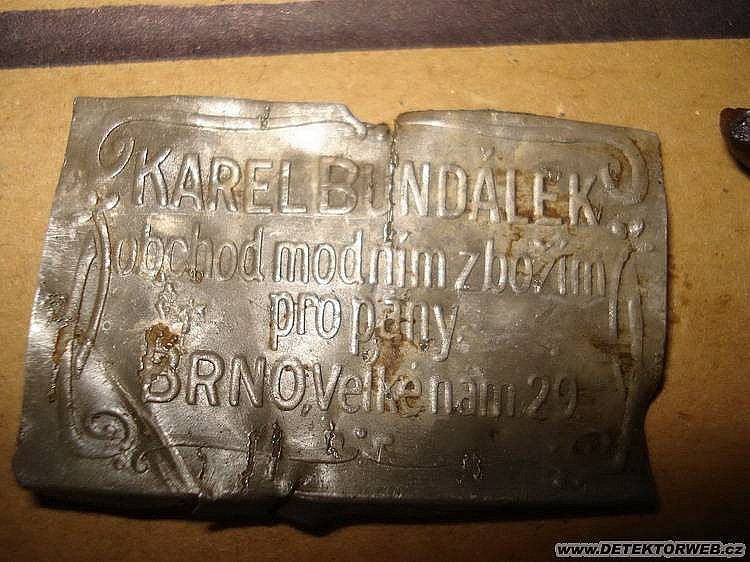 KAREL BUNDÁLEK
obchod modním zbožím
pro pány.
BRNO, Velké nám. 29
www.DETEKTORWEB.cz